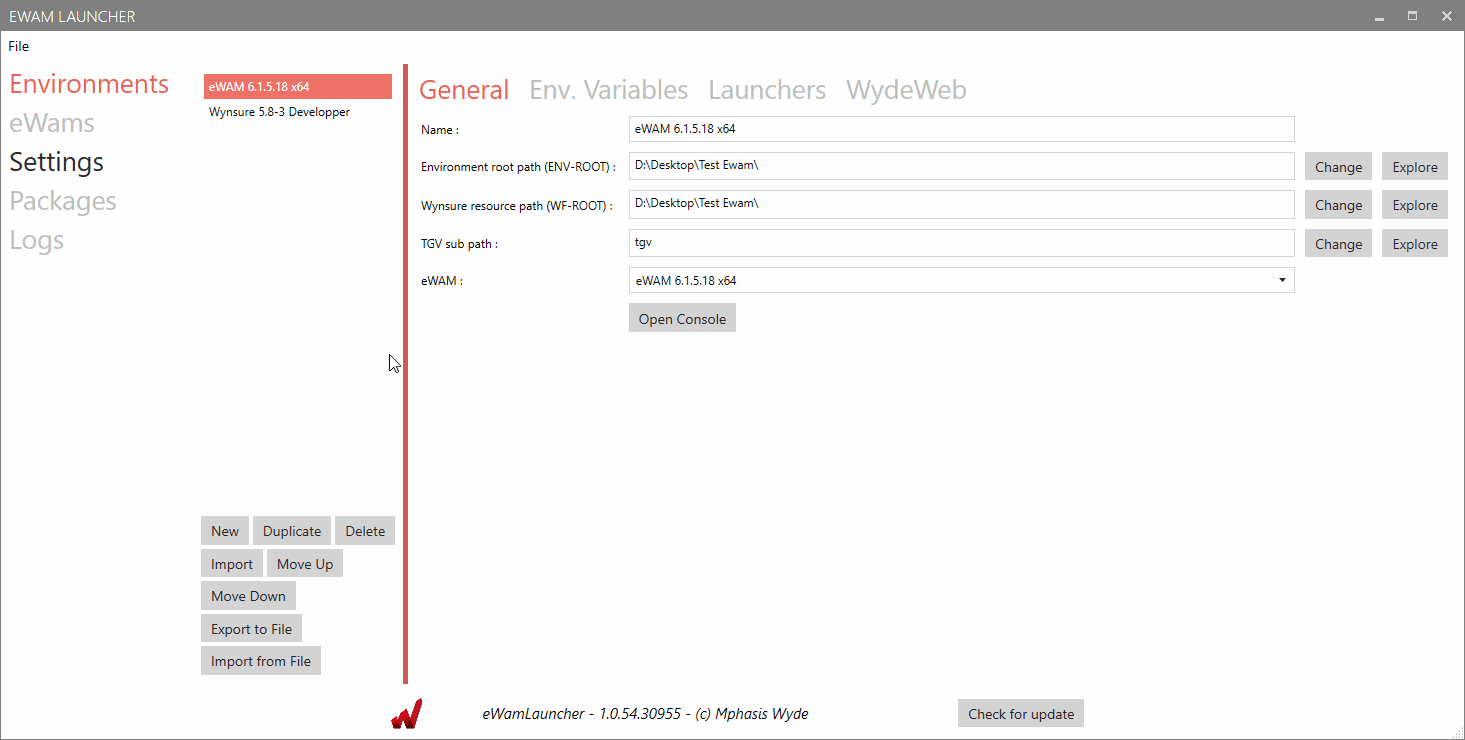 EWAM LAUNCHER
File
Environments
eWams
Settings
Packages
Logs
eWAM 6.1.5.18 x64
Wynsure 5.8-3 Developper
General Env. Variables Launchers WydeWeb
Name : eWAM 6.1.5.18 x64
Environment root path (ENV-ROOT) : D:\Desktop\Test Ewam\ Change Explore
Wynsure resource path (WF-ROOT) : D:\Desktop\Test Ewam\ Change Explore
TGV sub path : tgv Change Explore
eWAM : eWAM 6.1.5.18 x64
Open Console
New Duplicate Delete
Import Move Up
Move Down
Export to File
Import from File
eWamLauncher - 1.0.54.30955 - (c) Mphasis Wyde Check for update